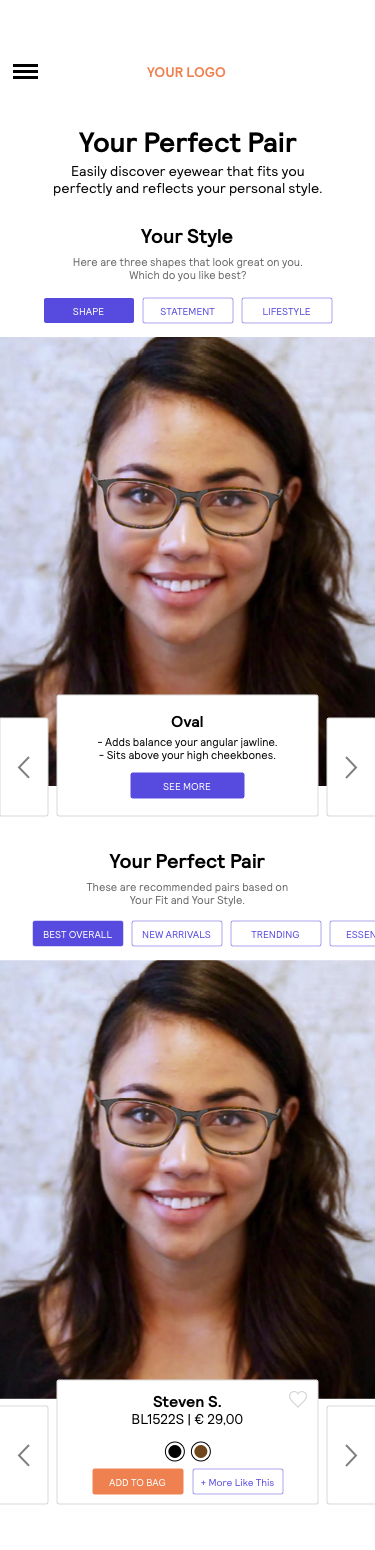 YOUR LOGO
Your Perfect Pair
Easily discover eyewear that fits you
perfectly and reflects your personal style.
Your Style
Here are three shapes that look great on you.
Which do you like best?
SHAPE STATEMENT LIFESTYLE
Oval
- Adds balance your angular jawline.
- Sits above your high cheekbones.
SEE MORE
Your Perfect Pair
These are recommended pairs based on
Your Fit and Your Style.
BEST OVERALL NEW ARRIVALS TRENDING ESSEN
Steven S.
BL1522S | € 29,00
ADD TO BAG + More Like This